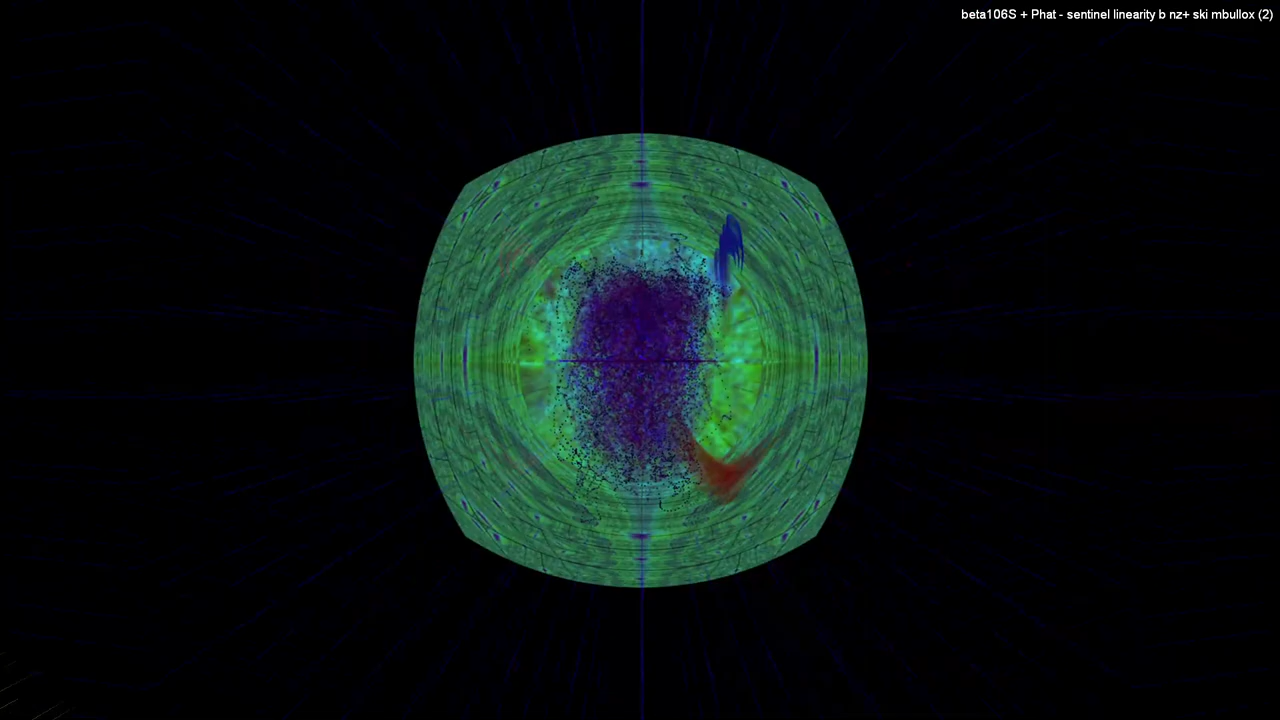 beta106S + Phat - sentinel linearity b nz+ ski mbullox (2)